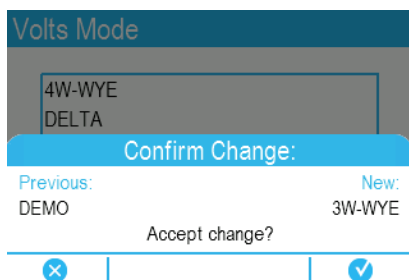 Volts Mode
4W-WYE
DELTA
Confirm Change:
Previous: New:
DEMO 3W-WYE
Accept change?